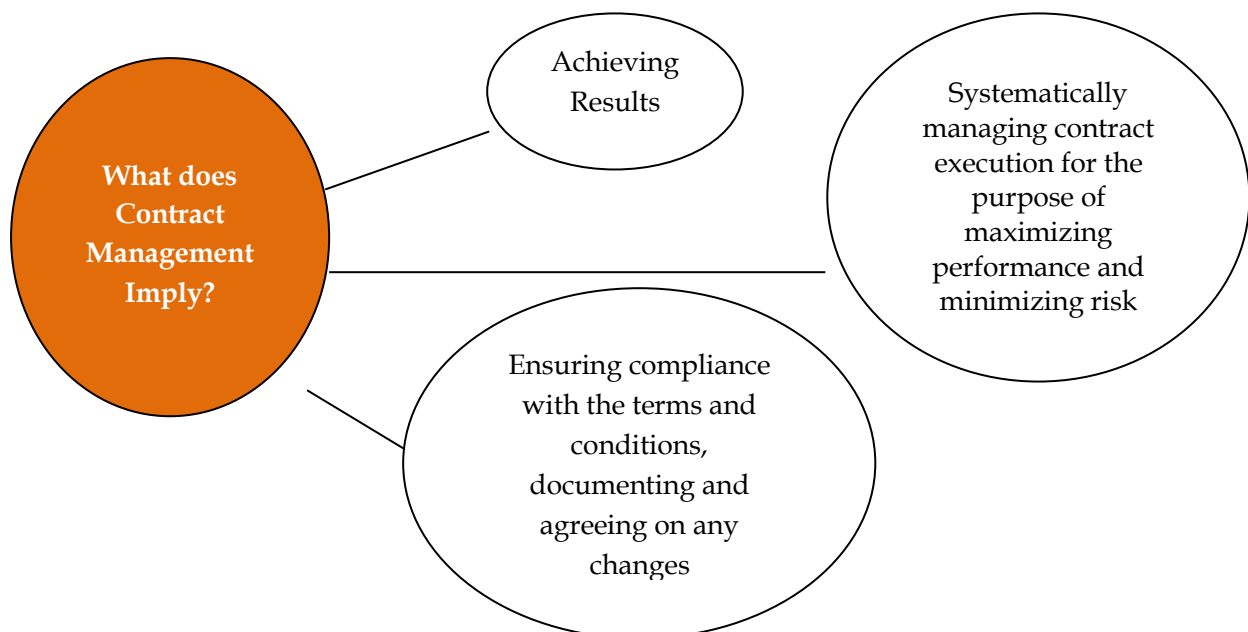 What does
Contract
Management
Imply?
Achieving
Results
Systematically
managing contract
execution for the
purpose of
maximizing
performance and
minimizing risk
Ensuring compliance
with the terms and
conditions,
documenting and
agreeing on any
changes